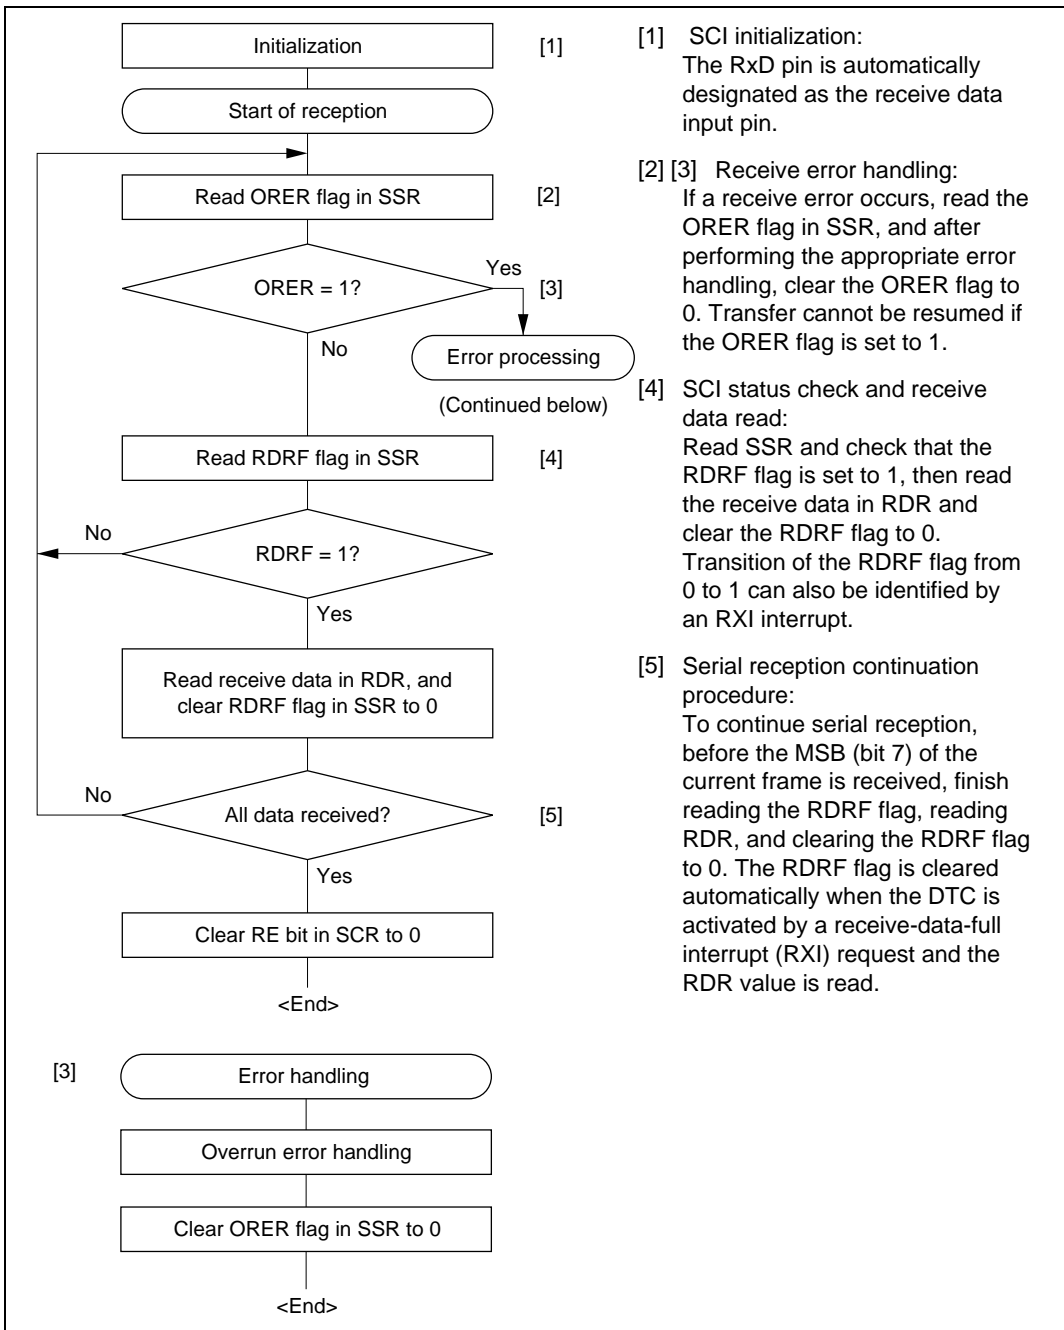 Initialization
[1]
Start of reception
Read ORER flag in SSR
[2]
ORER = 1?
Yes
[3]
No
Error processing
(Continued below)
Read RDRF flag in SSR
[4]
No
RDRF = 1?
Yes
Read receive data in RDR, and
clear RDRF flag in SSR to 0
No
All data received?
[5]
Yes
Clear RE bit in SCR to 0
<End>
[3]
Error handling
Overrun error handling
Clear ORER flag in SSR to 0
<End>
[1] SCI initialization:
The RxD pin is automatically
designated as the receive data
input pin.
[2] [3] Receive error handling:
If a receive error occurs, read the
ORER flag in SSR, and after
performing the appropriate error
handling, clear the ORER flag to
0. Transfer cannot be resumed if
the ORER flag is set to 1.
[4] SCI status check and receive
data read:
Read SSR and check that the
RDRF flag is set to 1, then read
the receive data in RDR and
clear the RDRF flag to 0.
Transition of the RDRF flag from
0 to 1 can also be identified by
an RXI interrupt.
[5] Serial reception continuation
procedure:
To continue serial reception,
before the MSB (bit 7) of the
current frame is received, finish
reading the RDRF flag, reading
RDR, and clearing the RDRF flag
to 0. The RDRF flag is cleared
automatically when the DTC is
activated by a receive-data-full
interrupt (RXI) request and the
RDR value is read.